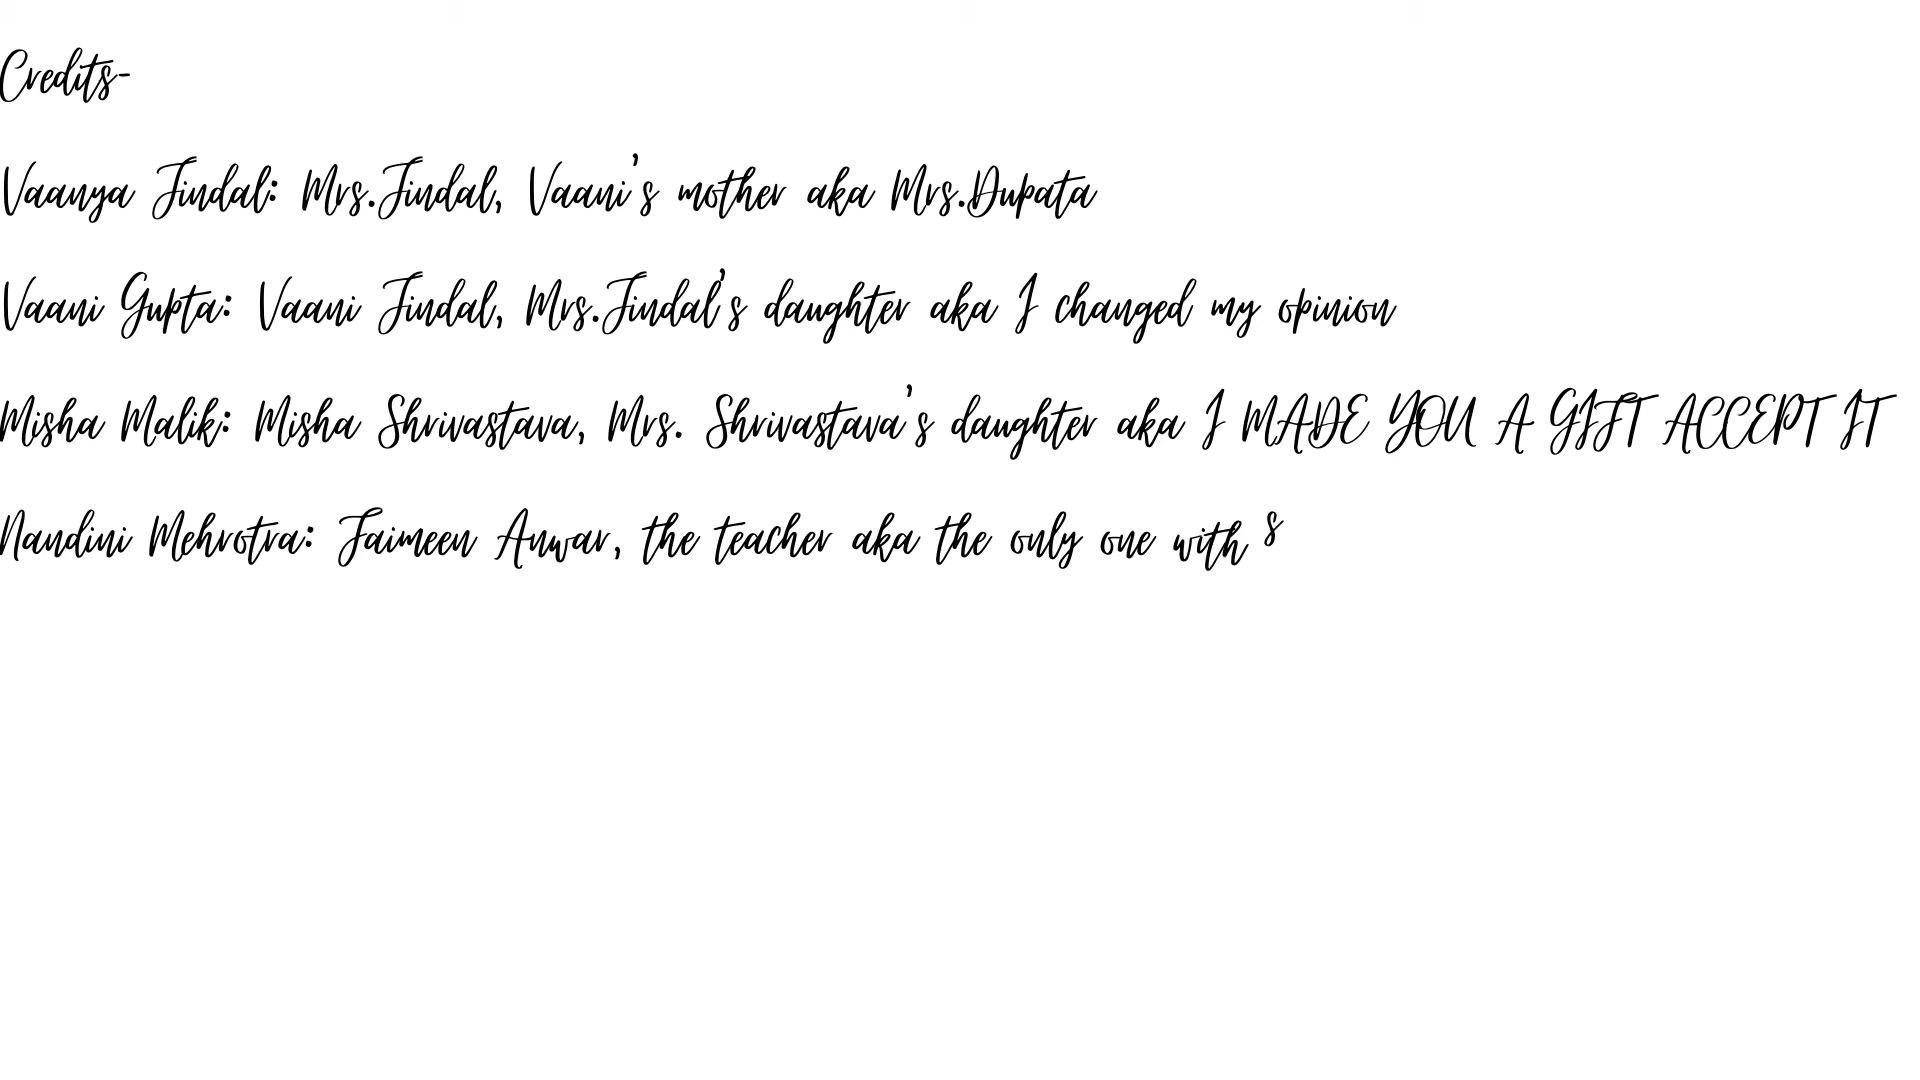 Credits-
Vaanya Jindal: Mrs.Jindal, Vaani's mother aka Mrs.Dupata
Vaani Gupta: Vaani Jindal, Mrs.Jindal's daughter aka I changed my opinion
Misha Malik: Misha Shrivastava, Mrs. Shrivastava's daughter aka I MADE YOU A GIFT ACCEPT IT
Nandini Mehrotra: Jaimeen Anwar, the teacher aka the only one with s